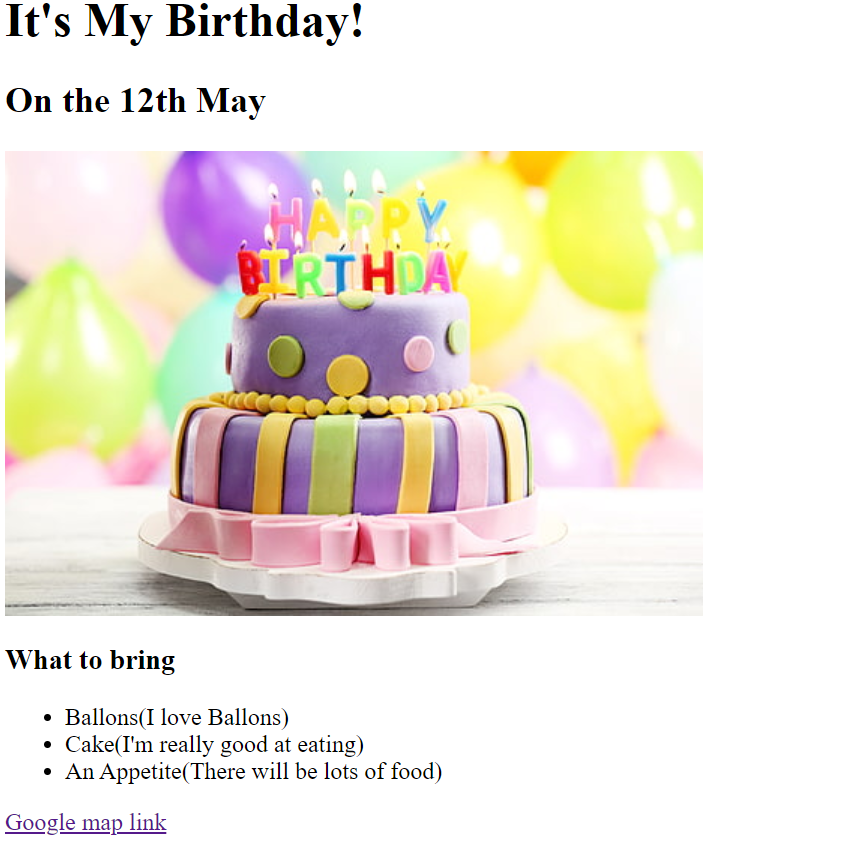 It's My Birthday!
On the 12th May
HAPPY
BIRTHDAY
What to bring
Ballons(I love Ballons)
Cake(I'm really good at eating)
An Appetite(There will be lots of food)
Google map link